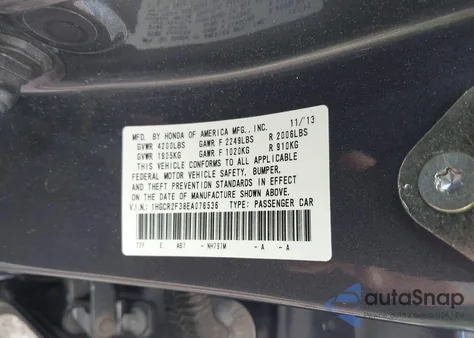 MFD. BY HONDA OF AMERICA MFG., INC. 11/13
GVWR 4200LBS GAWR F 2249LBS R 2006LBS
GVWR 1905KG GAWR F 1020KG R 910KG
THIS VEHICLE CONFORMS TO ALL APPLICABLE
FEDERAL MOTOR VEHICLE SAFETY, BUMPER,
AND THEFT PREVENTION STANDARDS IN EFFECT
ON THE DATE OF MANUFACTURE SHOWN ABOVE.
V.I.N.: 1HGCR2F38EA076536 TYPE: PASSENGER CAR
E AB7 - NH797M - A - A
autoSnap